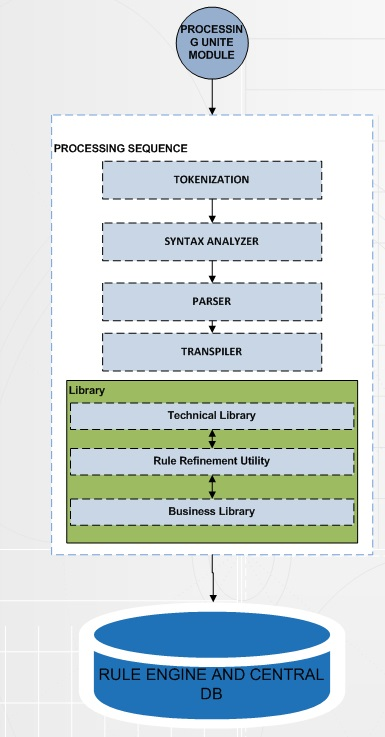 PROCESSIN
G UNITE
MODULE
PROCESSING SEQUENCE
TOKENIZATION
SYNTAX ANALYZER
PARSER
TRANSPILER
Library
Technical Library
Rule Refinement Utility
Business Library
RULE ENGINE AND CENTRAL
DB